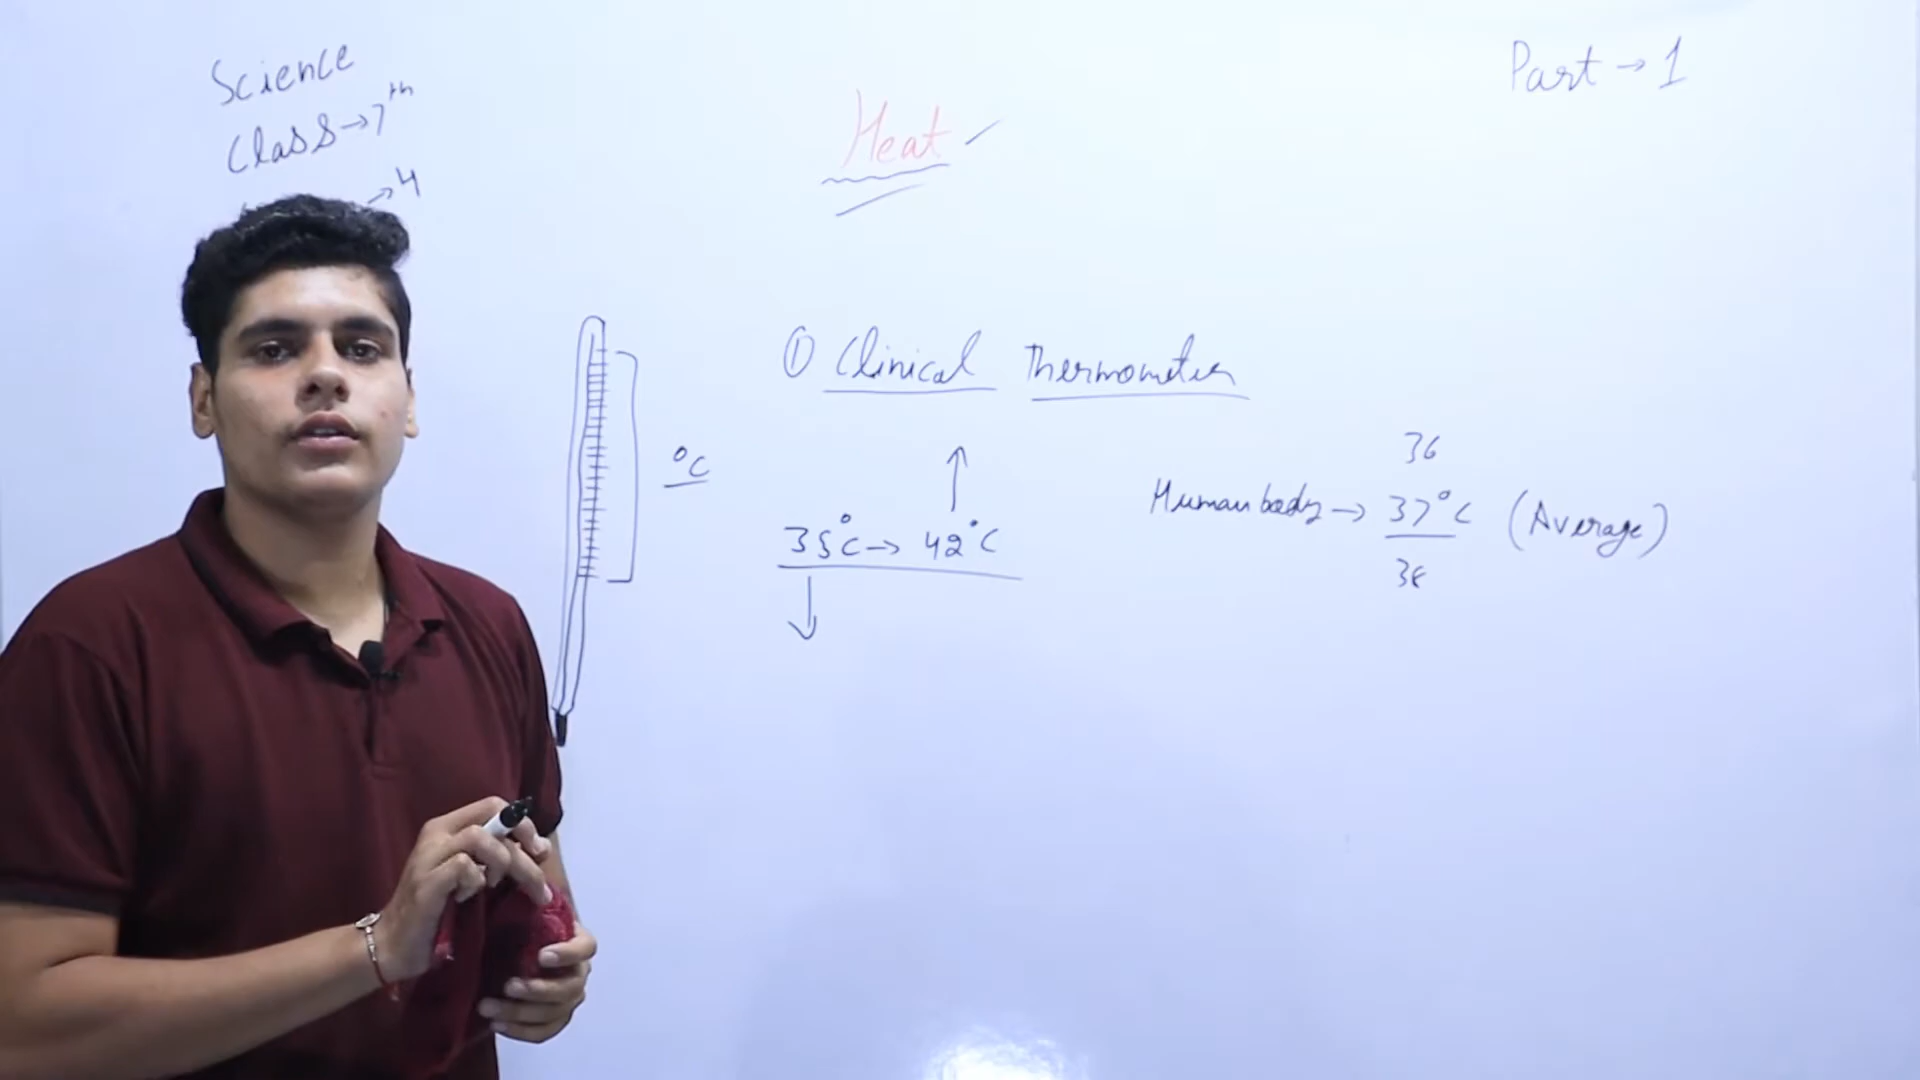 Science
Class→7th
→4
Part→1
Heat
① Clinical Thermometer
°C
35°C→42°C
36
Human body→37°C (Average)
38